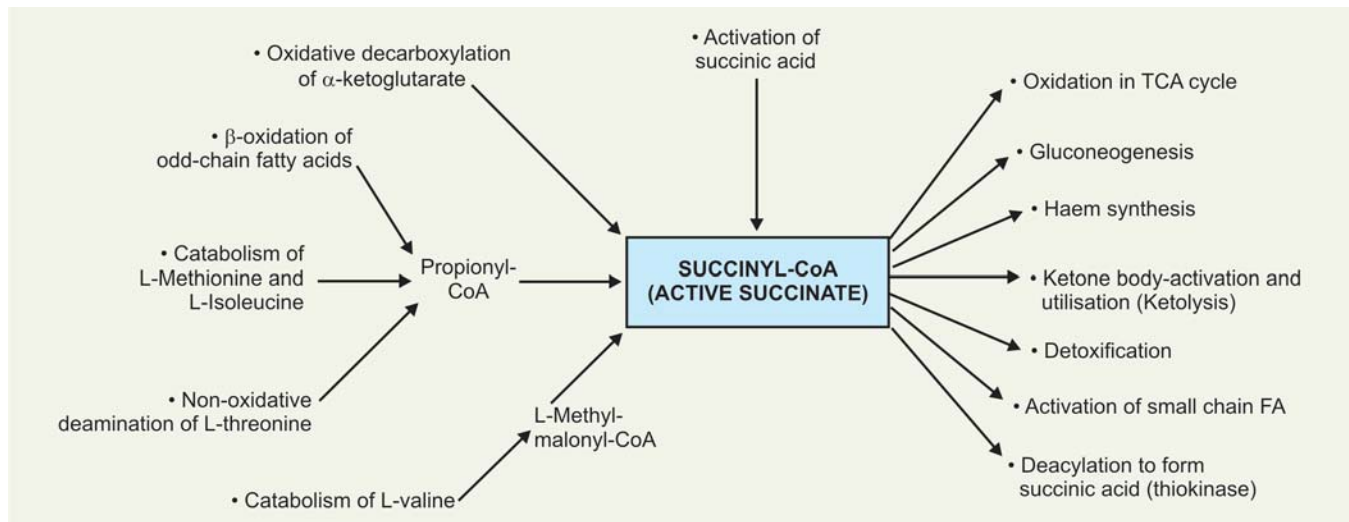 • Oxidative decarboxylation
of α-ketoglutarate
• Activation of
succinic acid
• β-oxidation of
odd-chain fatty acids
• Catabolism of
L-Methionine and
L-Isoleucine
Propionyl-
CoA
• Non-oxidative
deamination of L-threonine
L-Methyl-
malonyl-CoA
• Catabolism of L-valine
SUCCINYL-CoA
(ACTIVE SUCCINATE)
• Oxidation in TCA cycle
• Gluconeogenesis
• Haem synthesis
• Ketone body-activation and
utilisation (Ketolysis)
• Detoxification
• Activation of small chain FA
• Deacylation to form
succinic acid (thiokinase)